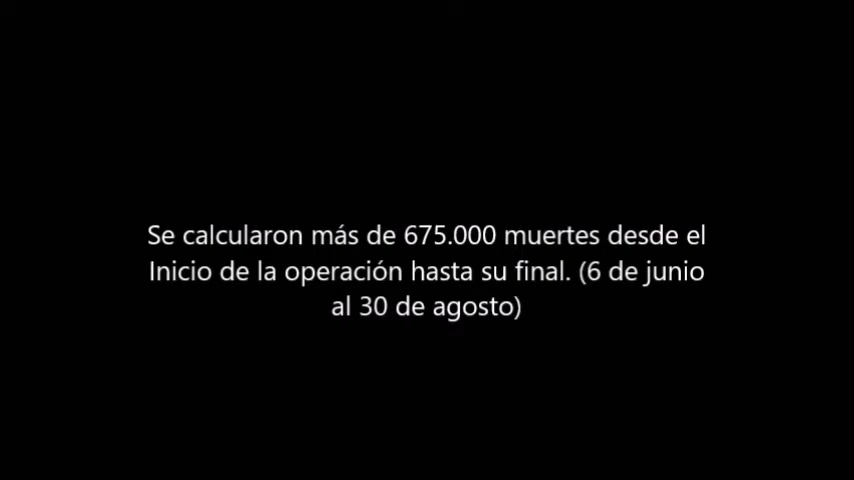 Se calcularon más de 675.000 muertes desde el
Inicio de la operación hasta su final. (6 de junio
al 30 de agosto)